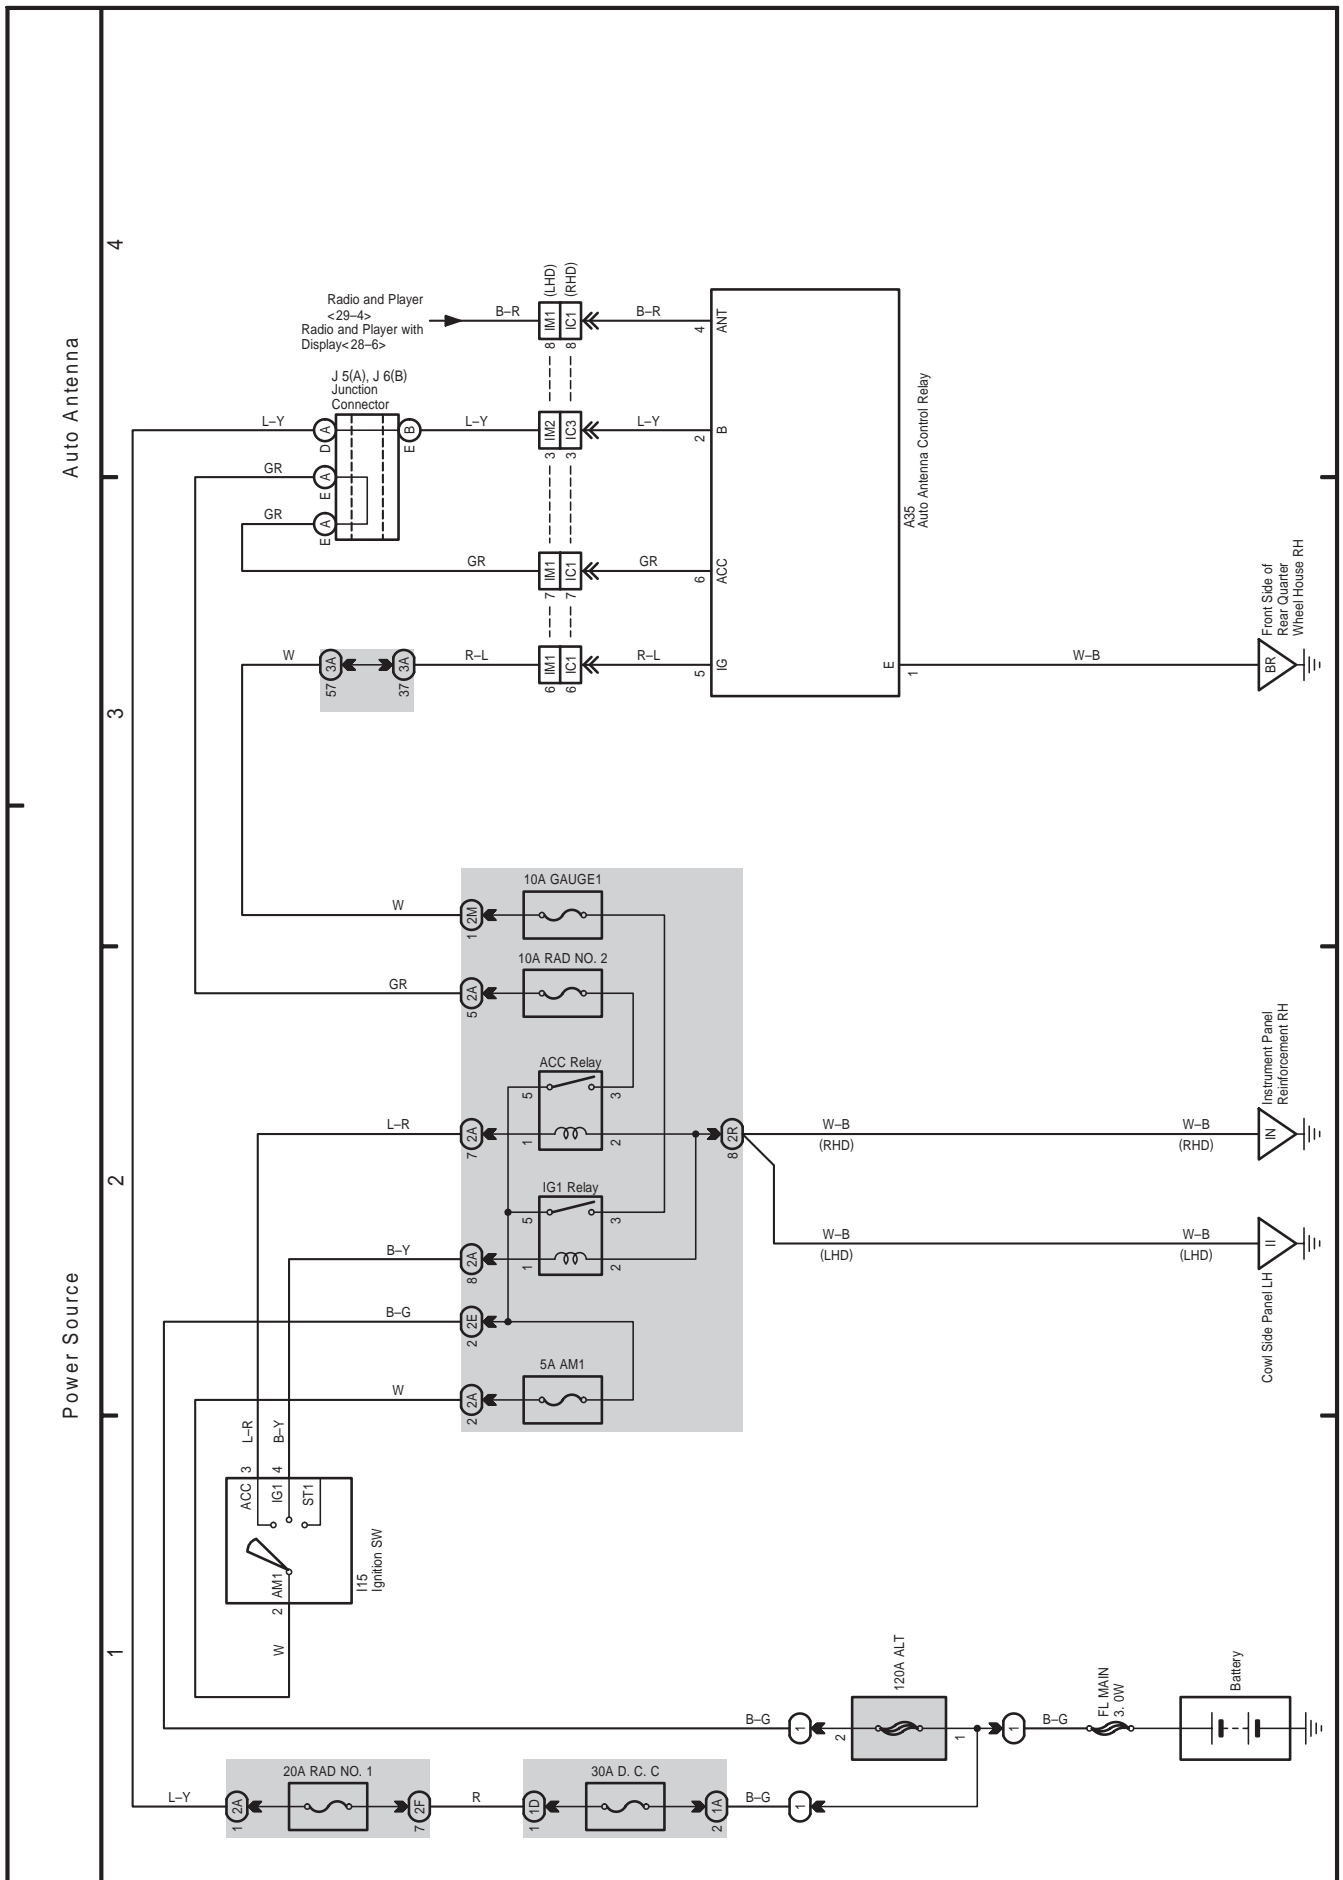 Power Source
Auto Antenna
1
2
3
4
Radio and Player
<29–4>
Radio and Player with
Display<28–6>
B–R
8 IM1 (LHD)
8 IC1 (RHD)
B–R
4 ANT
J 5(A), J 6(B)
Junction
Connector
L–Y
D A
E B
L–Y
3 IM2
3 IC3
L–Y
2 B
GR
E A
GR
E A
GR
7 IM1
7 IC1
GR
6 ACC
W
57 3A
37 3A
R–L
6 IM1
6 IC1
R–L
5 IG
A35
Auto Antenna Control Relay
E
1
W–B
BR
Front Side of
Rear Quarter
Wheel House RH
10A GAUGE1
W
1 2M
10A RAD NO. 2
GR
5 2A
ACC Relay
5
3
L–R
7 2A
1
2
8 2R
W–B
(RHD)
W–B
(RHD)
IN
Instrument Panel
Reinforcement RH
IG1 Relay
5
3
B–Y
8 2A
1
2
W–B
(LHD)
W–B
(LHD)
II
Cowl Side Panel LH
B–G
2 2E
5A AM1
W
2 2A
L–R
B–Y
ACC 3
IG1 4
ST1
2 AM1
I15
Ignition SW
W
B–G
1
2
120A ALT
1
1
B–G
FL MAIN
3. 0W
Battery
L–Y
1 2A
20A RAD NO. 1
7 2F
R
1 1D
30A D. C. C
2 1A
B–G
1